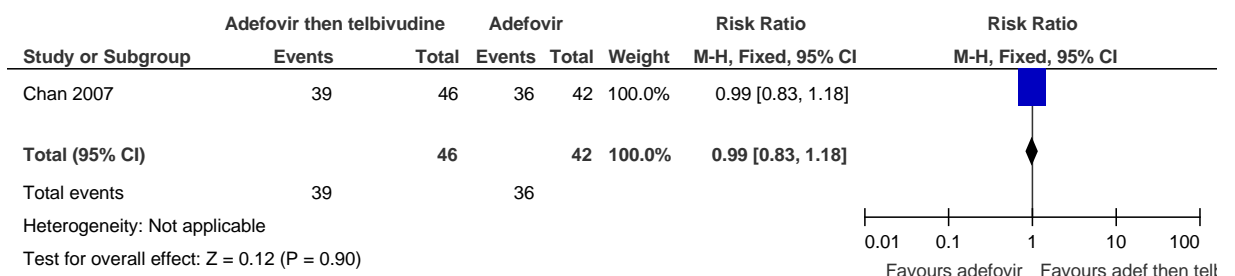 Adefovir then telbivudine Adefovir Risk Ratio Risk Ratio
Study or Subgroup Events Total Events Total Weight M-H, Fixed, 95% CI M-H, Fixed, 95% CI
Chan 2007 39 46 36 42 100.0% 0.99 [0.83, 1.18]
Total (95% CI) 46 42 100.0% 0.99 [0.83, 1.18]
Total events 39 36
Heterogeneity: Not applicable
Test for overall effect: Z = 0.12 (P = 0.90)
0.01 0.1 1 10 100
Favours adefovir Favours adef then